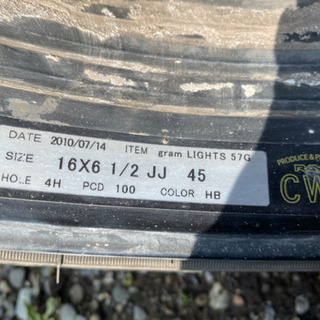 DATE 2010/07/14 ITEM gram LIGHTS 57G
SIZE 16X6 1/2 JJ 45
HOLE 4H PCD 100 COLOR HB
PRODUCE &
CW